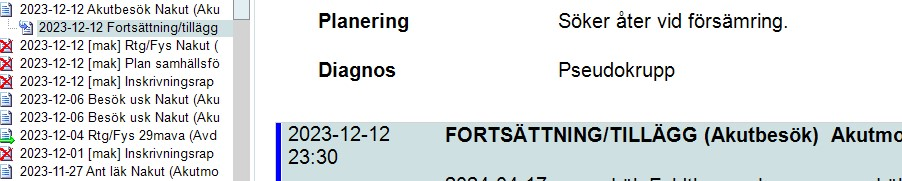 2023-12-12 Akutbesök Nakut (Aku
2023-12-12 Fortsättning/tillägg
2023-12-12 [mak] Rtg/Fys Nakut (
2023-12-12 [mak] Plan samhällsfö
2023-12-12 [mak] Inskrivningsrap
2023-12-06 Besök usk Nakut (Aku
2023-12-06 Besök usk Nakut (Aku
2023-12-04 Rtg/Fys 29mava (Avd
2023-12-01 [mak] Inskrivningsrap
2023-11-27 Ant läk Nakut (Akutmo
Planering Söker åter vid försämring.
Diagnos Pseudokrupp
2023-12-12 FORTSÄTTNING/TILLÄGG (Akutbesök) Akutmo
23:30